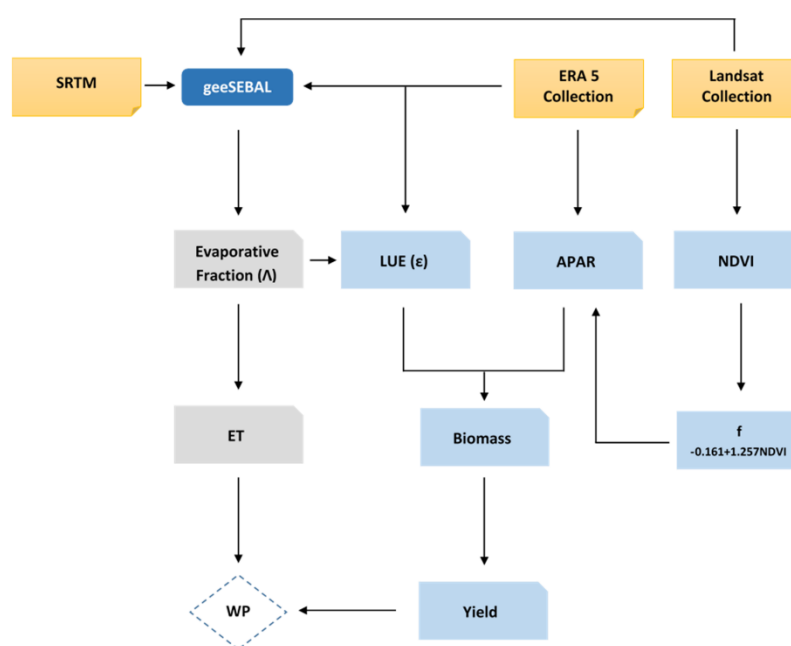 SRTM
geeSEBAL
ERA 5
Collection
Landsat
Collection
Evaporative
Fraction (Λ)
LUE (ε)
APAR
NDVI
ET
Biomass
f
-0.161+1.257NDVI
WP
Yield